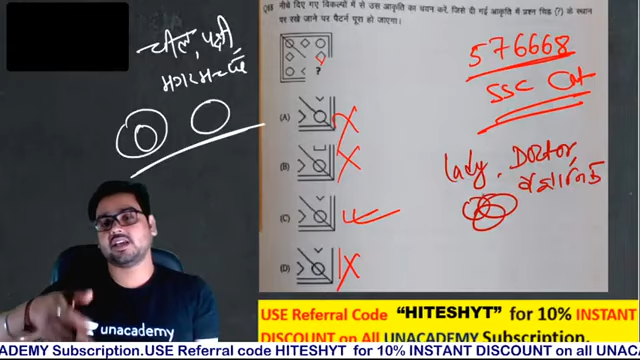 Q68 नीचे दिए गए विकल्पों में से उस आकृति का चयन करें, जिसे दी गई आकृति में प्रश्न चिह्न (?) के स्थान
पर रखे जाने पर पैटर्न पूरा हो जाएगा।
चील, पक्षी,
मगरमच्छ
?
576668
SSC
(A)
(B)
(C)
(D)
Lady, Doctor,
unacademy
USE Referral Code “HITESHYT” for 10% INSTANT
DISCOUNT on All UNACADEMY Subscription.
ADEMY Subscription.USE Referral code HITESHYT for 10% INSTANT DISCOUNT on all UNAC